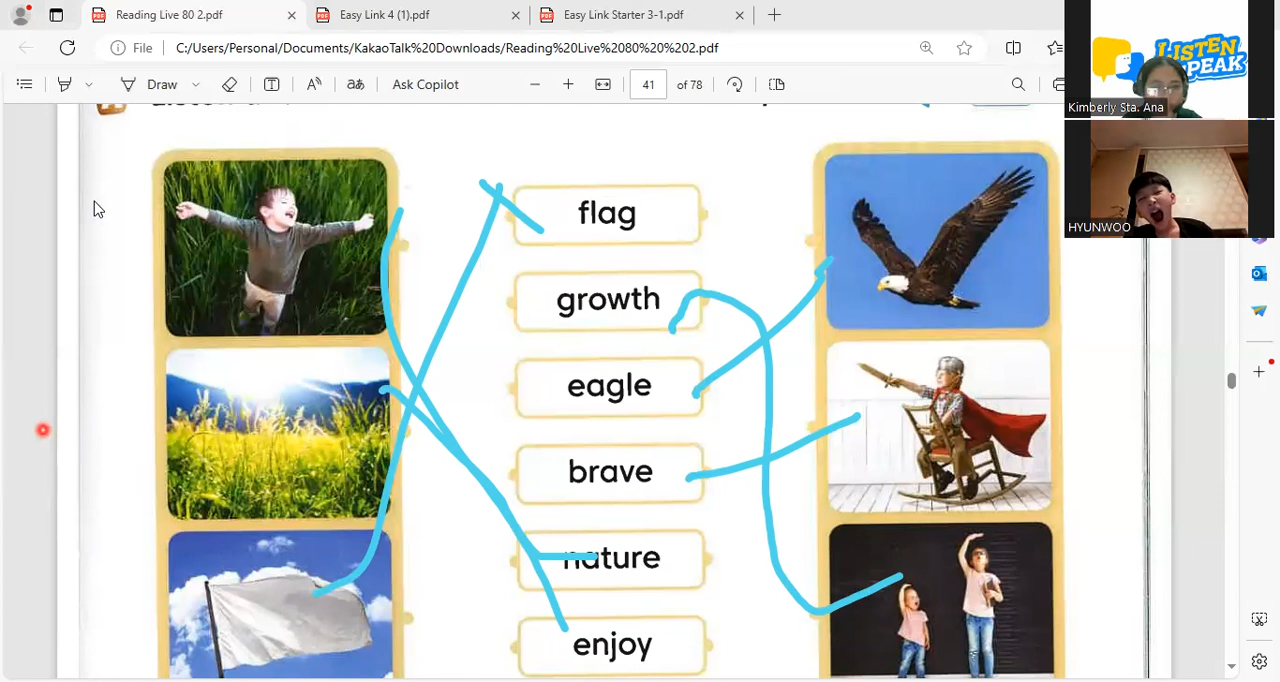 Reading Live 80 2.pdf
Easy Link 4 (1).pdf
Easy Link Starter 3-1.pdf
File
C:/Users/Personal/Documents/KakaoTalk%20Downloads/Reading%20Live%2080%20%202.pdf
Draw
Ask Copilot
41
of 78
LISTEN
SPEAK
Kimberly Sta. Ana
HYUNWOO
flag
growth
eagle
brave
nature
enjoy